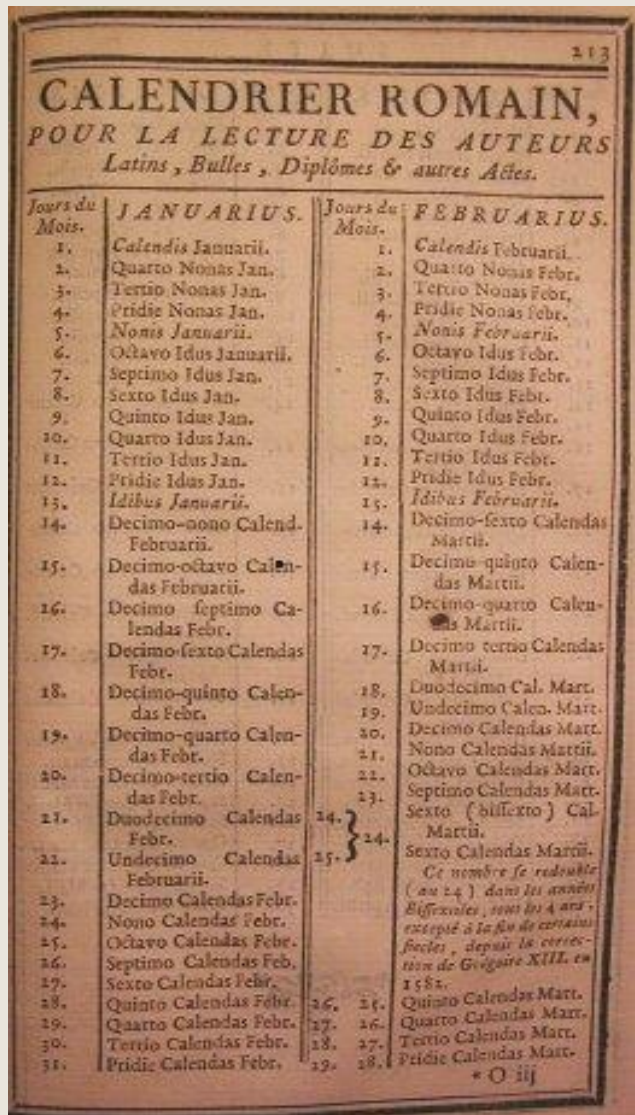 213
CALENDRIER ROMAIN,
POUR LA LECTURE DES AUTEURS
Latins, Bulles, Diplômes & autres Actes.
Jours du
Mois.
JANUARIUS.
1. Calendis Januarii.
2. Quarto Nonas Jan.
3. Tertio Nonas Jan.
4. Pridie Nonas Jan.
5. Nonis Januarii.
6. Octavo Idus Januarii.
7. Septimo Idus Jan.
8. Sexto Idus Jan.
9. Quinto Idus Jan.
10. Quarto Idus Jan.
11. Tertio Idus Jan.
12. Pridie Idus Jan.
13. Idibus Januarii.
14. Decimo-nono Calend.
Februarii.
15. Decimo-octavo Calen-
das Februarii.
16. Decimo septimo Ca-
lendas Febr.
17. Decimo-sexto Calendas
Febr.
18. Decimo-quinto Calen-
das Febr.
19. Decimo-quarto Calen-
das Febr.
20. Decimo-tertio Calen-
das Febr.
21. Duodecimo Calendas
Febr.
22. Undecimo Calendas
Februarii.
23. Decimo Calendas Febr.
24. Nono Calendas Febr.
25. Octavo Calendas Febr.
26. Septimo Calendas Feb.
27. Sexto Calendas Febr.
28. Quinto Calendas Febr.
29. Quarto Calendas Febr.
30. Tertio Calendas Febr.
31. Pridie Calendas Febr.
Jours du
Mois.
FEBRUARIUS.
1. Calendis Februarii.
2. Quarto Nonas Febr.
3. Tertio Nonas Febr.
4. Pridie Nonas Febr.
5. Nonis Februarii.
6. Octavo Idus Febr.
7. Septimo Idus Febr.
8. Sexto Idus Febr.
9. Quinto Idus Febr.
10. Quarto Idus Febr.
11. Tertio Idus Febr.
12. Pridie Idus Febr.
13. Idibus Februarii.
14. Decimo-sexto Calendas
Martii.
15. Decimo-quinto Calen-
das Martii.
16. Decimo-quarto Calen-
das Martii.
17. Decimo tertio Calendas
Martii.
18. Duodecimo Cal. Mart.
19. Undecimo Calen. Mart.
20. Decimo Calendas Mart.
21. Nono Calendas Martii.
22. Octavo Calendas Mart.
23. Septimo Calendas Mart.
24. Sexto (bissexto) Cal.
24. Martii.
25. Sexto Calendas Martii.
Ce nombre se redouble
(au 24) dans les années
Bissextiles, tous les 4 ans,
excepté à la fin de certains
siecles, depuis la correc-
tion de Grégoire XIII. en
1582.
26. 25. Quinto Calendas Mart.
27. 26. Quarto Calendas Mart.
28. 27. Tertio Calendas Mart.
29. 28. Pridie Calendas Mart.
* O iij